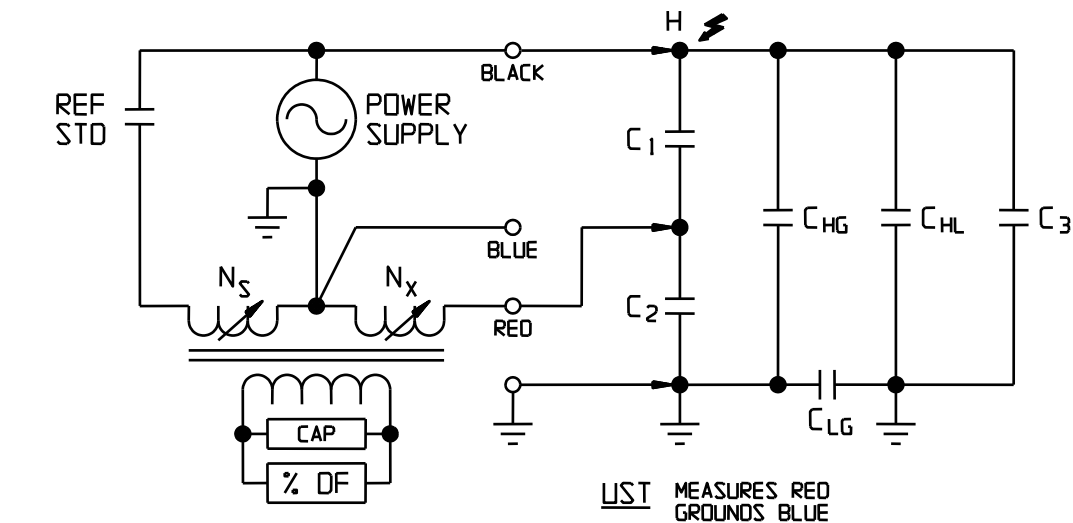 H
BLACK
REF
STD
POWER
SUPPLY
C1
CHG
CHL
C3
BLUE
NS
NX
C2
RED
CLG
CAP
% DF
UST MEASURES RED
GROUNDS BLUE